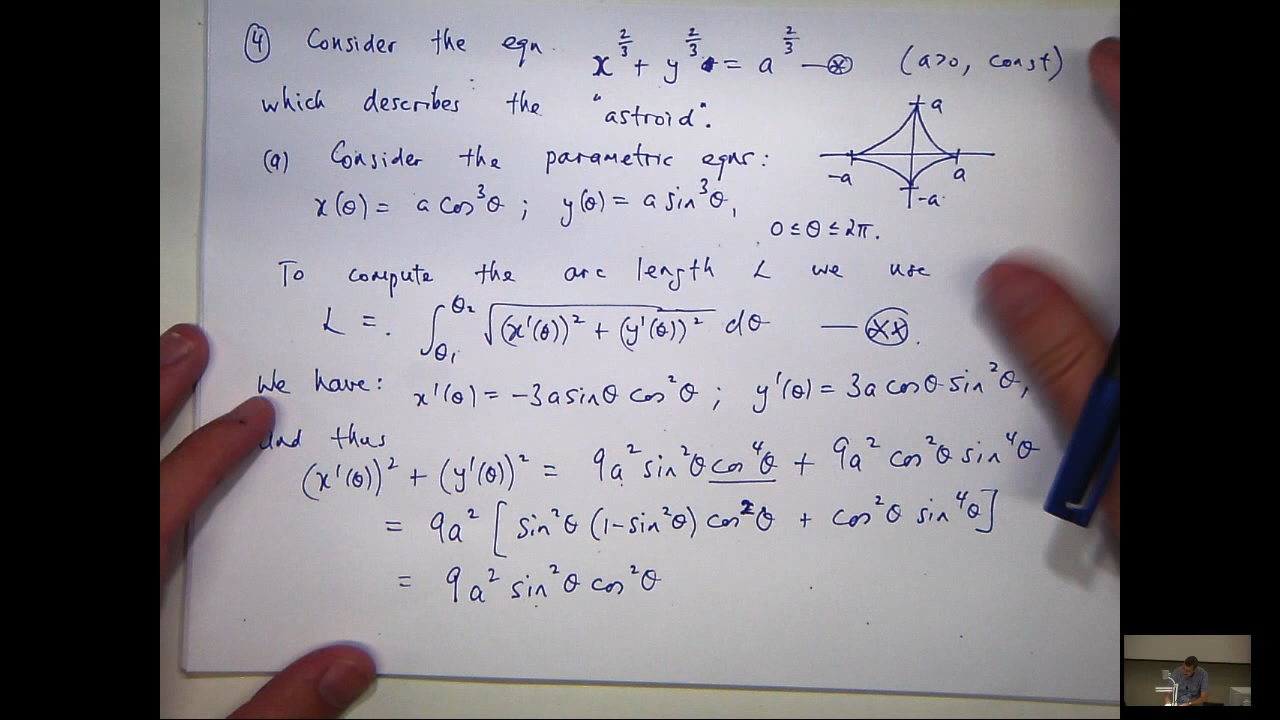 ④ Consider the eqn. x^{2/3} + y^{2/3} = a^{2/3} —⊛ (a>0, const)
which describes the "astroid".
a
-a a
-a
(a) Consider the parametric eqns:
x(θ) = a cos³θ ; y(θ) = a sin³θ,
0 ≤ θ ≤ 2π.
To compute the arc length L we use
L = ∫_{θ₁}^{θ₂} √((x'(θ))² + (y'(θ))²) dθ —(**).
We have: x'(θ) = -3a sinθ cos²θ ; y'(θ) = 3a cosθ sin²θ,
and thus
(x'(θ))² + (y'(θ))² = 9a² sin²θ cos⁴θ + 9a² cos²θ sin⁴θ
= 9a² [sin²θ (1-sin²θ) cos²θ + cos²θ sin⁴θ]
= 9a² sin²θ cos²θ